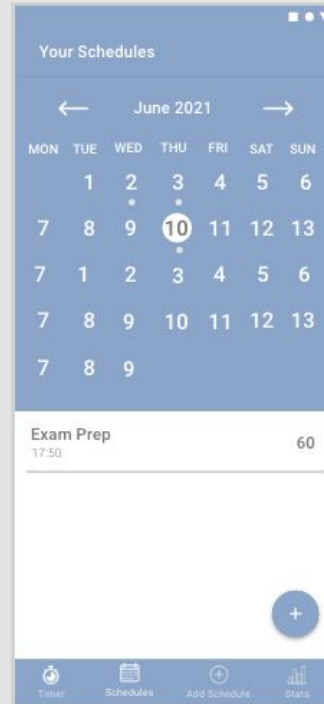 Your Schedules
June 2021
MON TUE WED THU FRI SAT SUN
1 2 3 4 5 6
7 8 9 10 11 12 13
7 1 2 3 4 5 6
7 8 9 10 11 12 13
7 8 9
Exam Prep 60
17:50
Timer Schedules Add Schedule Stats